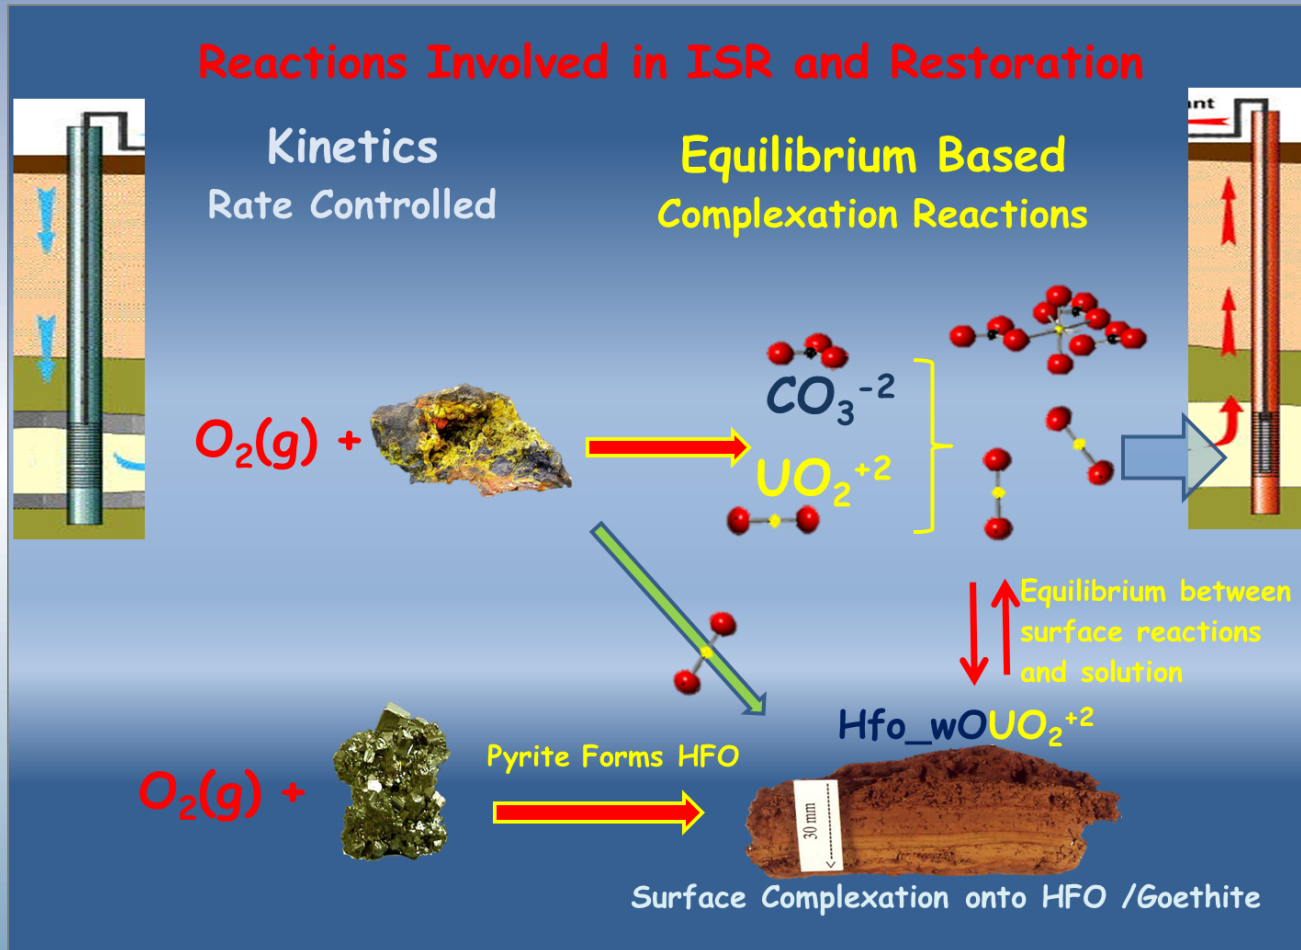 Reactions Involved in ISR and Restoration
nt
Kinetics
Rate Controlled
Equilibrium Based
Complexation Reactions
CO₃⁻²
O₂(g) +
UO₂⁺²
Equilibrium between
surface reactions
and solution
Hfo_wOUO₂⁺²
Pyrite Forms HFO
O₂(g) +
30 mm
Surface Complexation onto HFO /Goethite